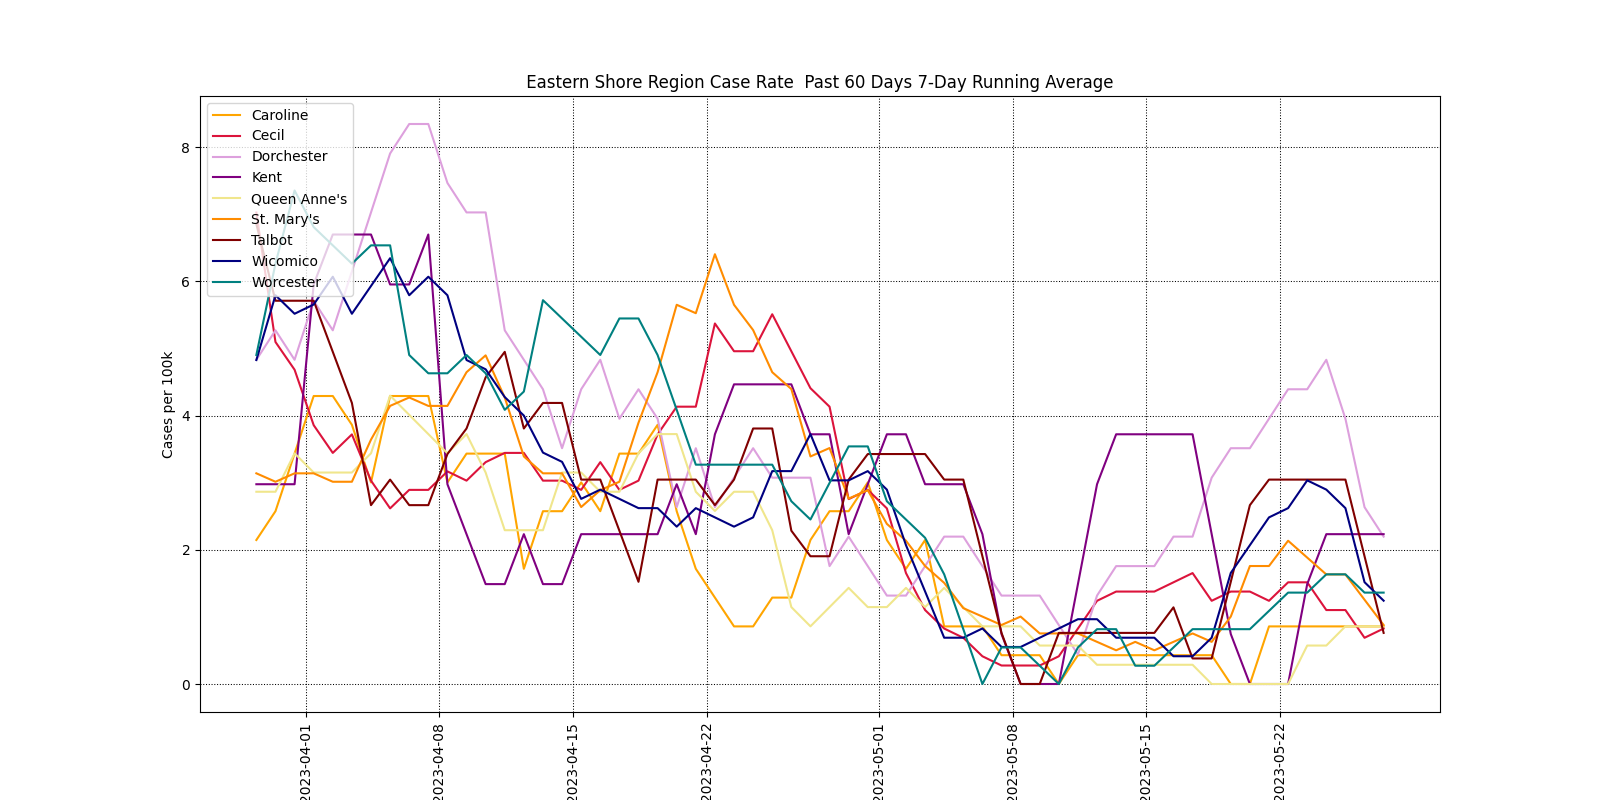 Eastern Shore Region Case Rate  Past 60 Days 7-Day Running Average
Caroline
Cecil
Dorchester
Kent
Queen Anne's
St. Mary's
Talbot
Wicomico
Worcester
Cases per 100k
8
6
4
2
0
2023-04-01
2023-04-08
2023-04-15
2023-04-22
2023-05-01
2023-05-08
2023-05-15
2023-05-22